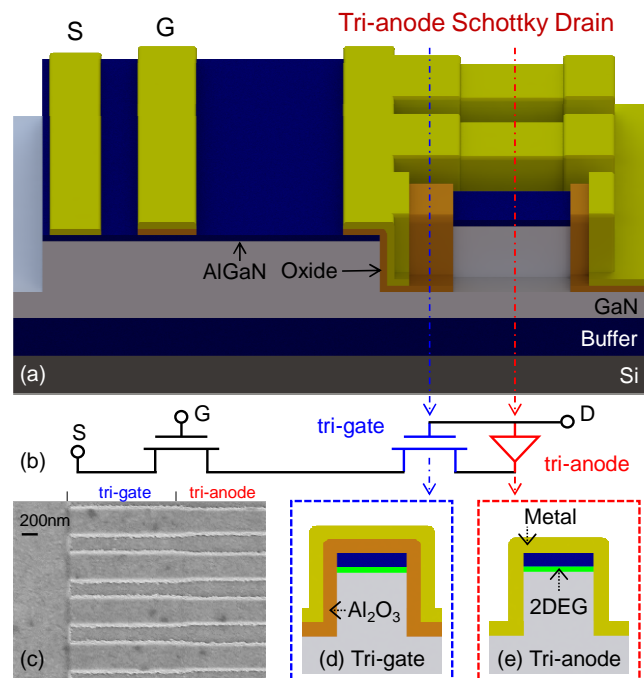 Tri-anode Schottky Drain
S
G
AlGaN
Oxide
GaN
Buffer
(a)
Si
G
D
S
tri-gate
(b)
tri-anode
tri-gate
tri-anode
200nm
Metal
Al₂O₃
2DEG
(c)
(d) Tri-gate
(e) Tri-anode